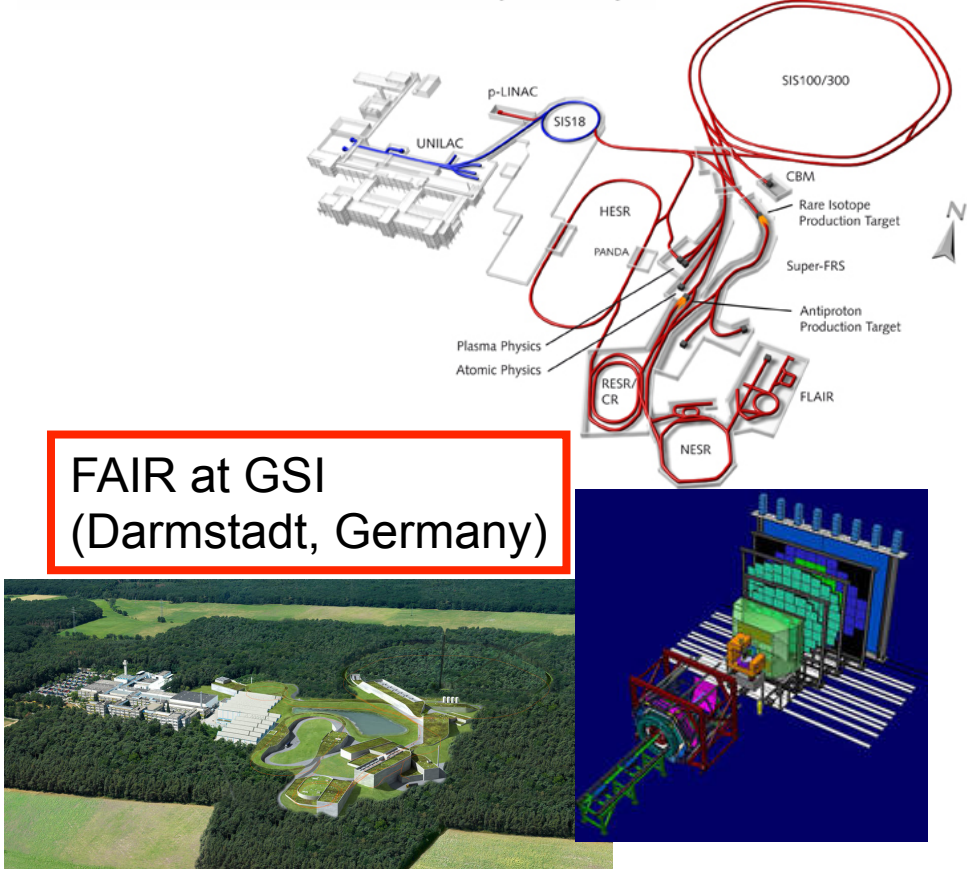 SIS100/300
p-LINAC
SIS18
UNILAC
CBM
Rare Isotope
Production Target
N
HESR
PANDA
Super-FRS
Antiproton
Production Target
Plasma Physics
Atomic Physics
RESR/
CR
FLAIR
NESR
FAIR at GSI
(Darmstadt, Germany)